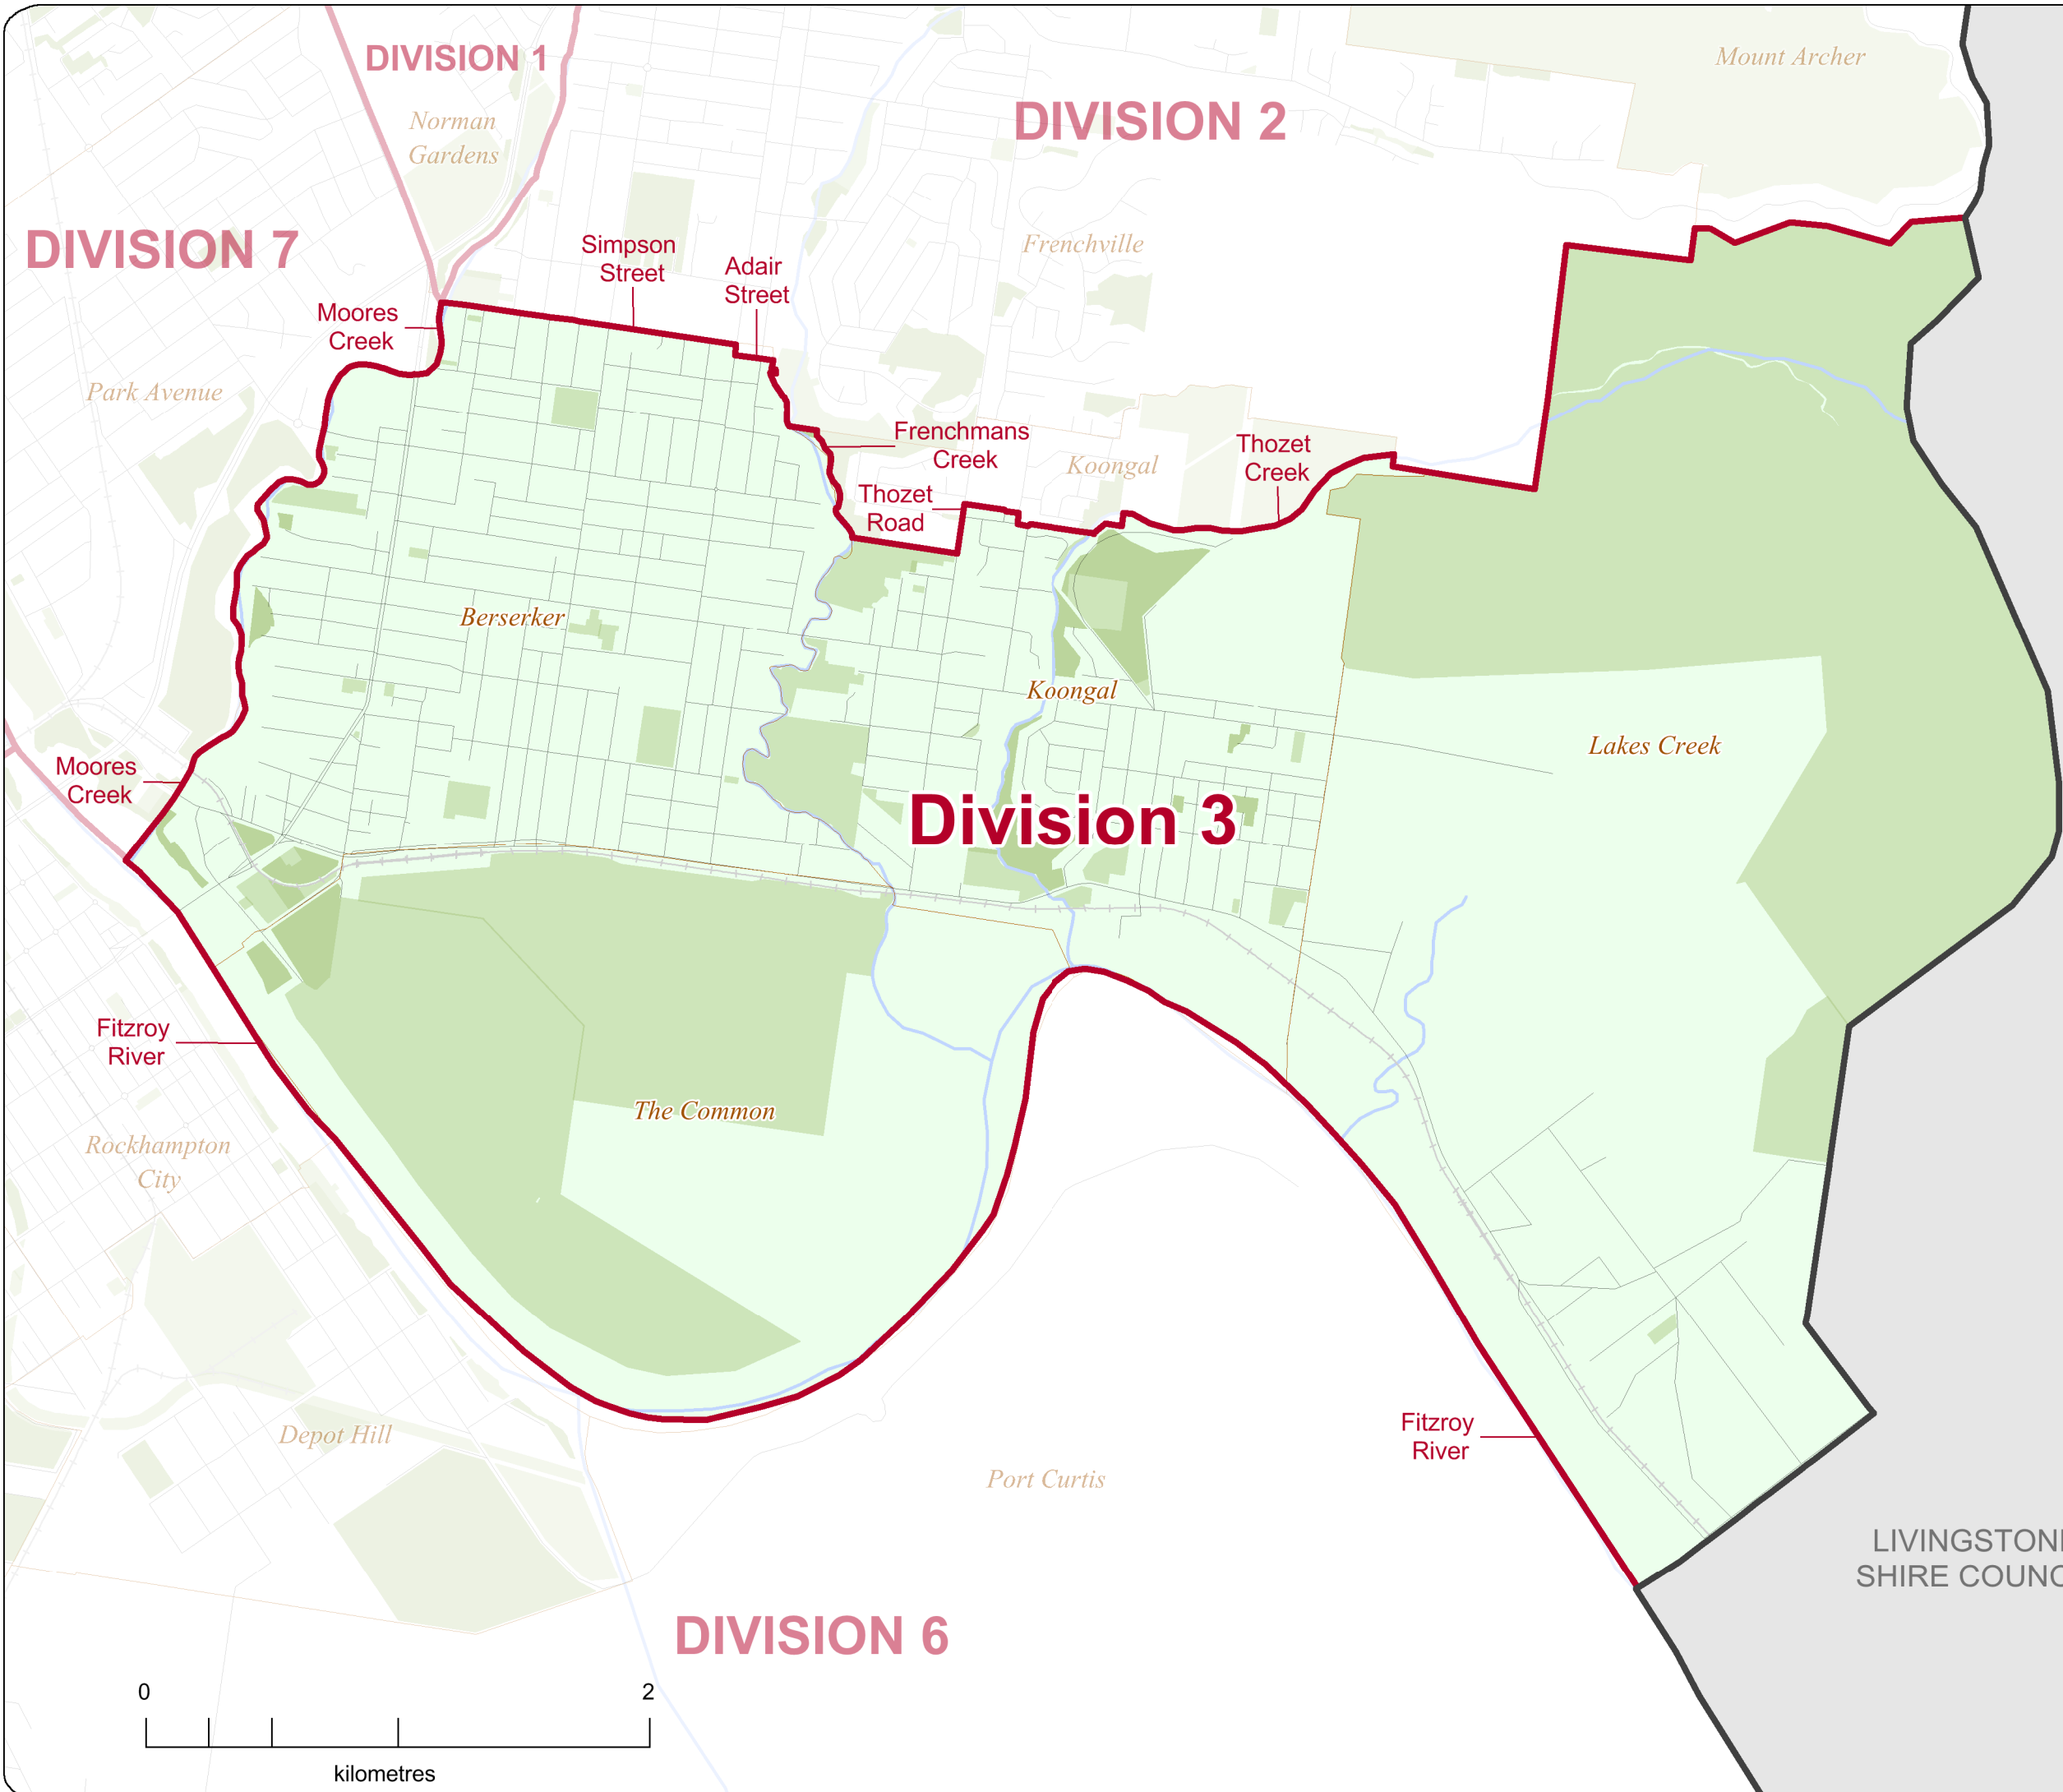 DIVISION 1
Mount Archer
DIVISION 2
Norman
Gardens
DIVISION 7
Simpson
Street
Adair
Street
Frenchville
Moores
Creek
Park Avenue
Frenchmans
Creek
Koongal
Thozet
Creek
Thozet
Road
Berserker
Koongal
Lakes Creek
Moores
Creek
Division 3
Fitzroy
River
The Common
Rockhampton
City
Depot Hill
Fitzroy
River
Port Curtis
LIVINGSTON
SHIRE COUNC
DIVISION 6
0 2
kilometres